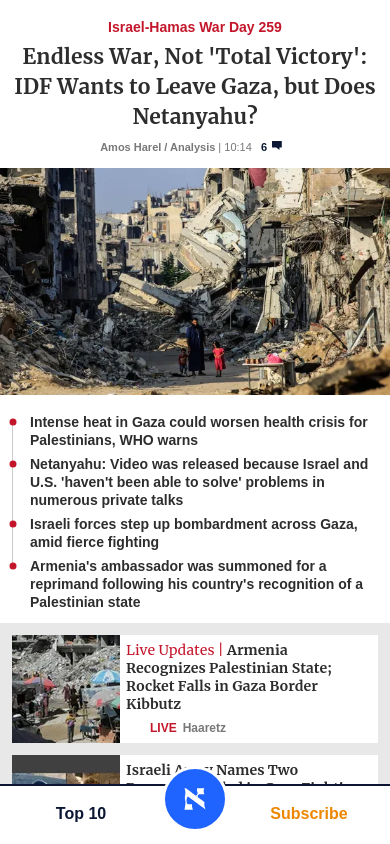 Israel-Hamas War Day 259
Endless War, Not 'Total Victory':
IDF Wants to Leave Gaza, but Does
Netanyahu?
Amos Harel / Analysis | 10:14 6
Intense heat in Gaza could worsen health crisis for
Palestinians, WHO warns
Netanyahu: Video was released because Israel and
U.S. 'haven't been able to solve' problems in
numerous private talks
Israeli forces step up bombardment across Gaza,
amid fierce fighting
Armenia's ambassador was summoned for a
reprimand following his country's recognition of a
Palestinian state
Live Updates | Armenia
Recognizes Palestinian State;
Rocket Falls in Gaza Border
Kibbutz
LIVE Haaretz
Israeli Names Two
Top 10
Subscribe